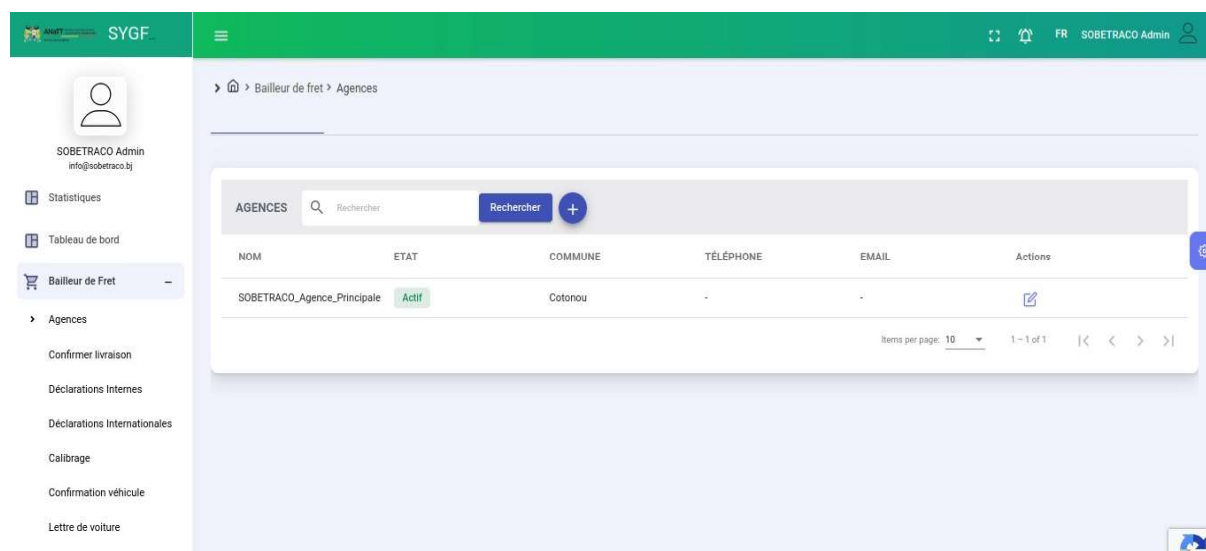 ANaTT SYGF
FR SOBETRACO Admin
> Bailleur de fret > Agences
SOBETRACO Admin
info@sobetraco.bj
Statistiques
Tableau de bord
Bailleur de Fret –
> Agences
Confirmer livraison
Déclarations Internes
Déclarations Internationales
Calibrage
Confirmation véhicule
Lettre de voiture
AGENCES Rechercher Rechercher +
NOM ETAT COMMUNE TÉLÉPHONE EMAIL Actions
SOBETRACO_Agence_Principale Actif Cotonou - -
Items per page: 10 1 – 1 of 1